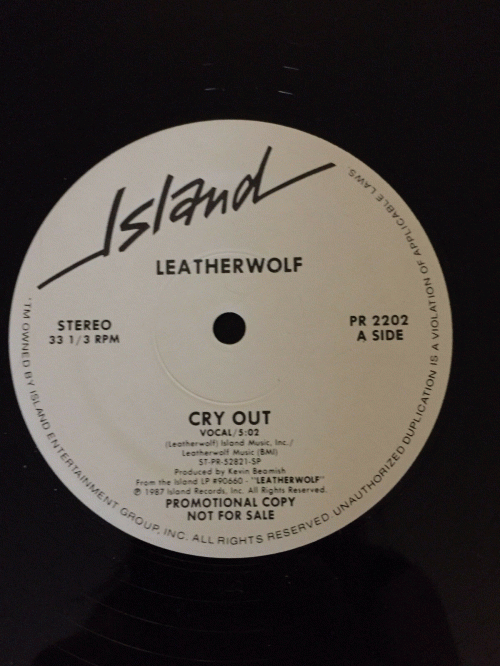 Island
LEATHERWOLF
STEREO
33 1/3 RPM
PR 2202
A SIDE
CRY OUT
VOCAL/5:02
(Leatherwolf) Island Music, Inc./
Leatherwolf Music (BMI)
ST-PR-52821-SP
Produced by Kevin Beamish
From the Island LP #90660 - "LEATHERWOLF"
℗ 1987 Island Records, Inc. All Rights Reserved.
PROMOTIONAL COPY
NOT FOR SALE
TM OWNED BY ISLAND ENTERTAINMENT GROUP, INC. ALL RIGHTS RESERVED. UNAUTHORIZED DUPLICATION IS A VIOLATION OF APPLICABLE LAWS.